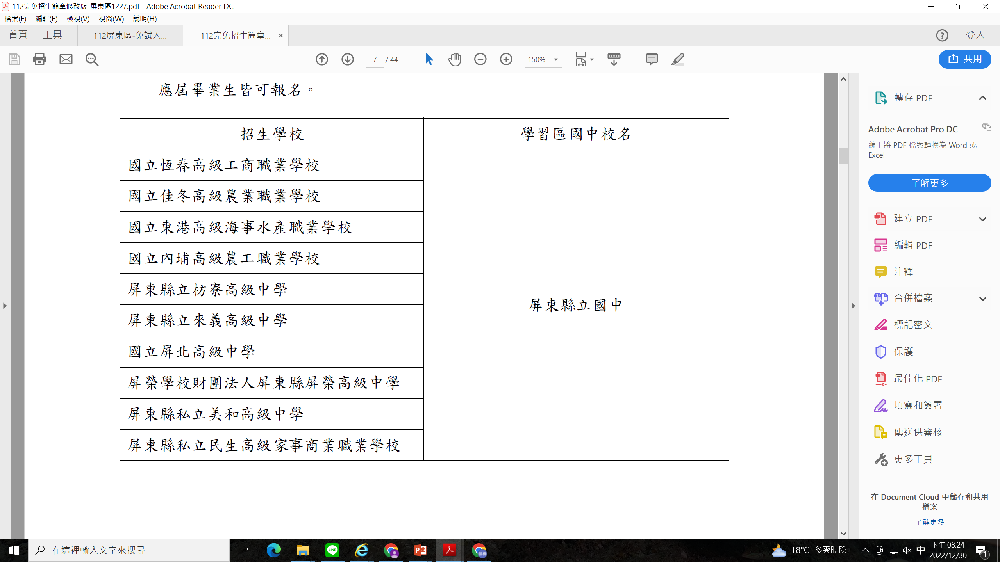 112完免招生簡章修改版-屏東區1227.pdf - Adobe Acrobat Reader DC
檔案(F) 編輯(E) 檢視(V) 視窗(W) 說明(H)
首頁 工具 112屏東區-免試入... 112完免招生簡章... × ? 登入
7 / 44 150% 共用
應屆畢業生皆可報名。
招生學校 學習區國中校名
國立恆春高級工商職業學校
國立佳冬高級農業職業學校
國立東港高級海事水產職業學校
國立內埔高級農工職業學校
屏東縣立枋寮高級中學
屏東縣立來義高級中學
國立屏北高級中學
屏榮學校財團法人屏東縣屏榮高級中學
屏東縣私立美和高級中學
屏東縣私立民生高級家事商業職業學校
屏東縣立國中
轉存 PDF
Adobe Acrobat Pro DC
線上將 PDF 檔案轉換為 Word 或
Excel
了解更多
建立 PDF
編輯 PDF
注釋
合併檔案
標記密文
保護
最佳化 PDF
填寫和簽署
傳送供審核
更多工具
在 Document Cloud 中儲存和共用
檔案
了解更多
在這裡輸入文字來搜尋
LINE
18°C 多雲時陰
中
下午 08:24
2022/12/30
1